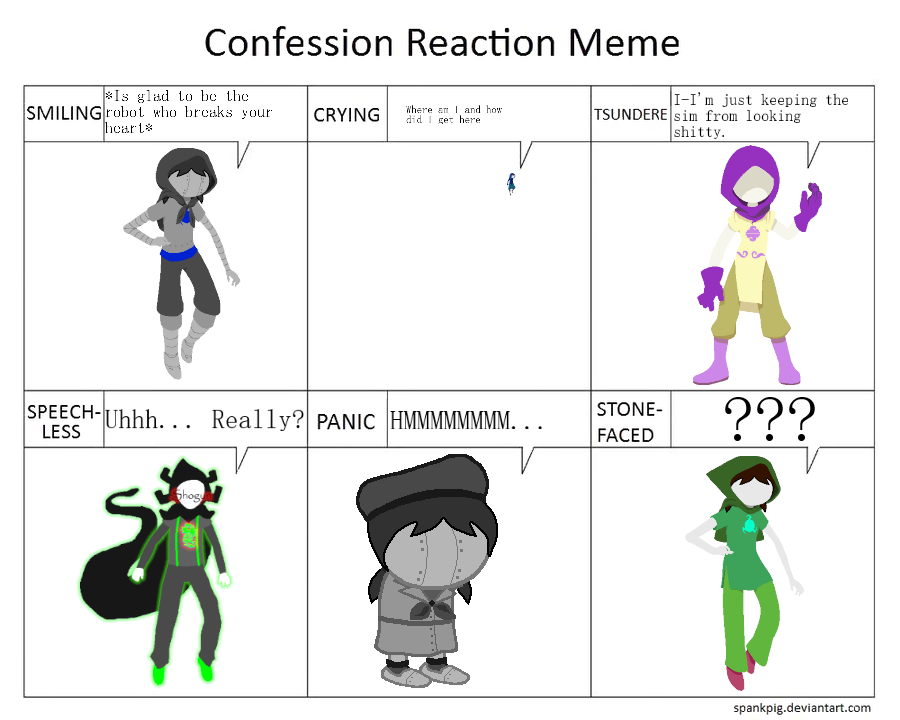 Confession Reaction Meme
SMILING
*Is glad to be the
robot who breaks your
heart*
CRYING
Where am I and how
did I get here
TSUNDERE
I-I'm just keeping the
sim from looking
shitty.
SPEECH-
LESS
Uhhh... Really?
PANIC
HMMMMMMMM...
STONE-
FACED
???
Shogun
spankpig.deviantart.com